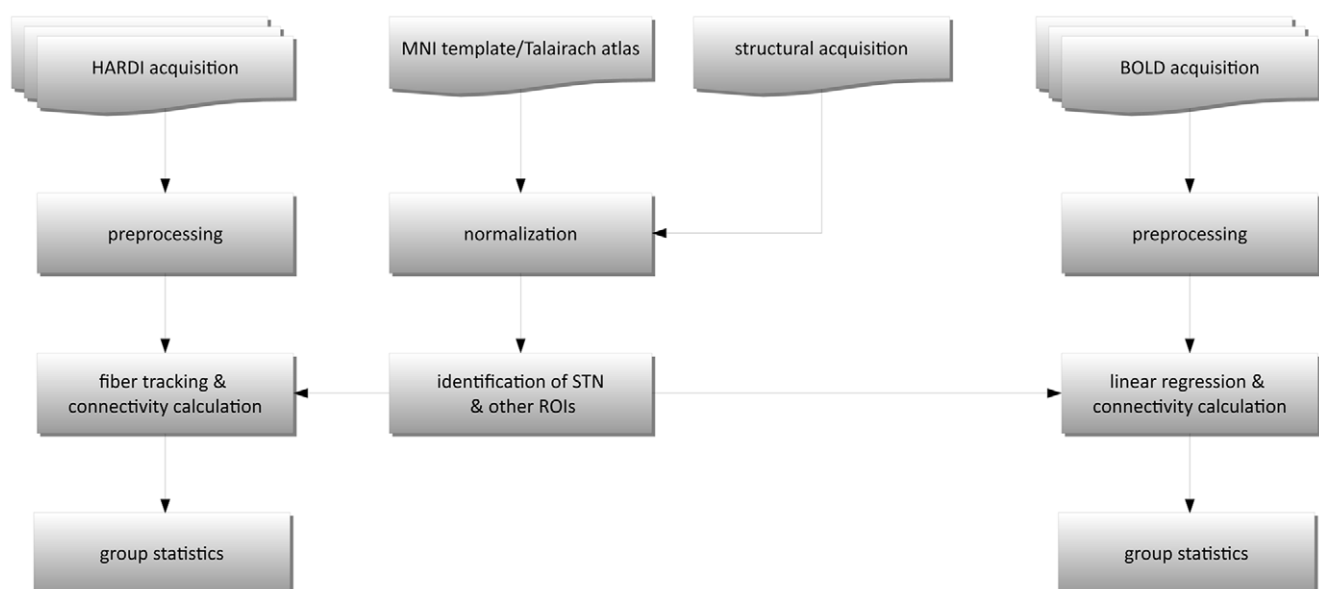 HARDI acquisition
MNI template/Talairach atlas
structural acquisition
BOLD acquisition
preprocessing
normalization
preprocessing
fiber tracking &
connectivity calculation
identification of STN
& other ROIs
linear regression &
connectivity calculation
group statistics
group statistics